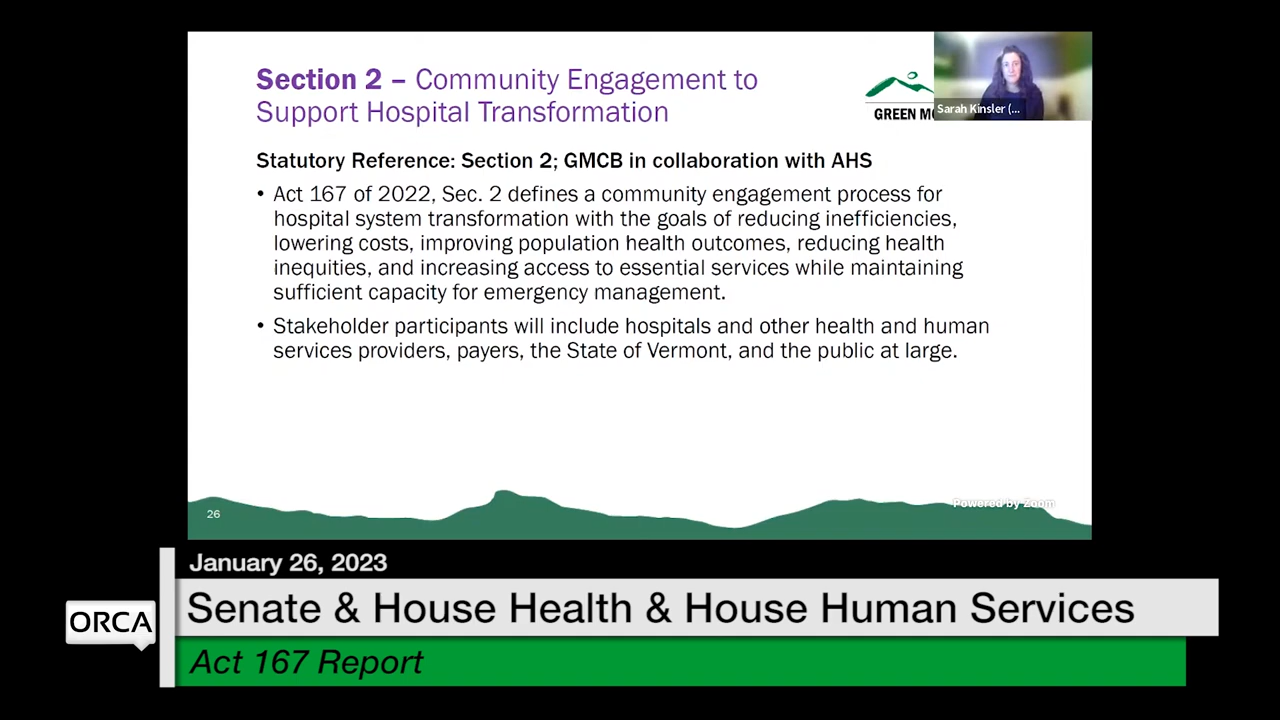 Section 2 – Community Engagement to
Support Hospital Transformation
GREEN MO
Sarah Kinsler (...
Statutory Reference: Section 2; GMCB in collaboration with AHS
• Act 167 of 2022, Sec. 2 defines a community engagement process for
hospital system transformation with the goals of reducing inefficiencies,
lowering costs, improving population health outcomes, reducing health
inequities, and increasing access to essential services while maintaining
sufficient capacity for emergency management.
• Stakeholder participants will include hospitals and other health and human
services providers, payers, the State of Vermont, and the public at large.
26
Powered by Zoom
January 26, 2023
ORCA
Senate & House Health & House Human Services
Act 167 Report